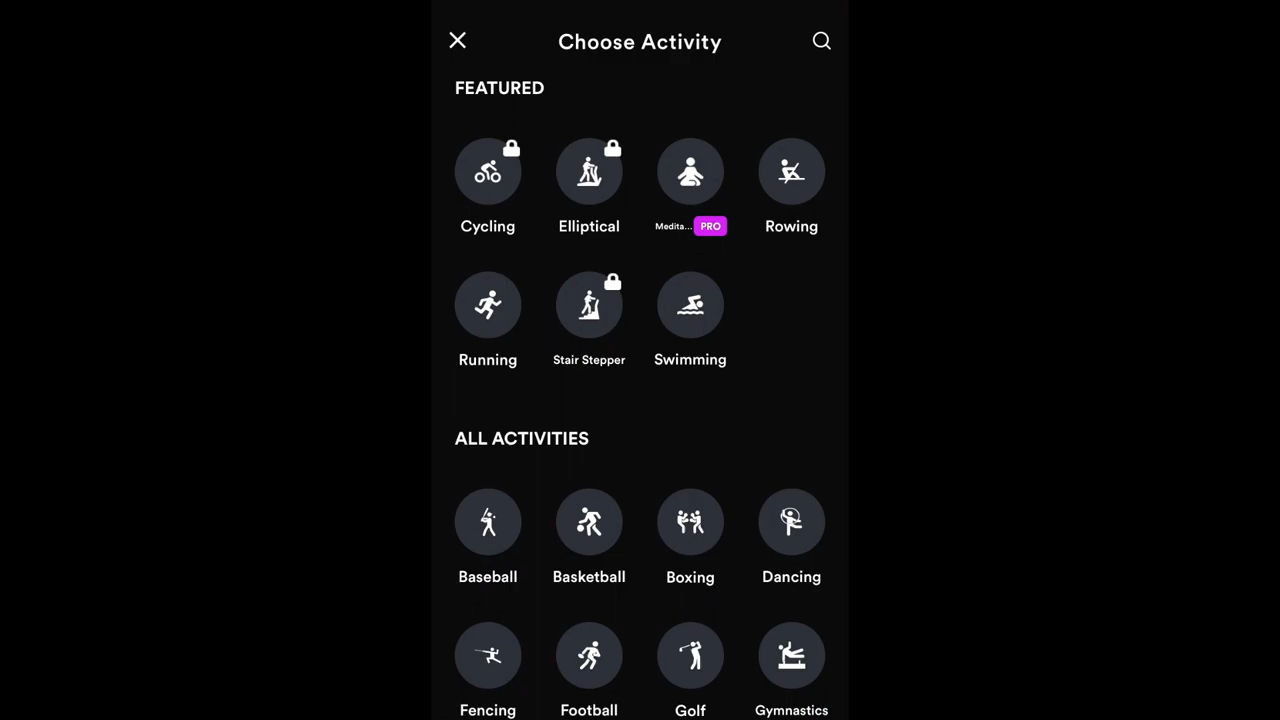 Choose Activity
FEATURED
Cycling Elliptical Medita... PRO Rowing
Running Stair Stepper Swimming
ALL ACTIVITIES
Baseball Basketball Boxing Dancing
Fencing Football Golf Gymnastics